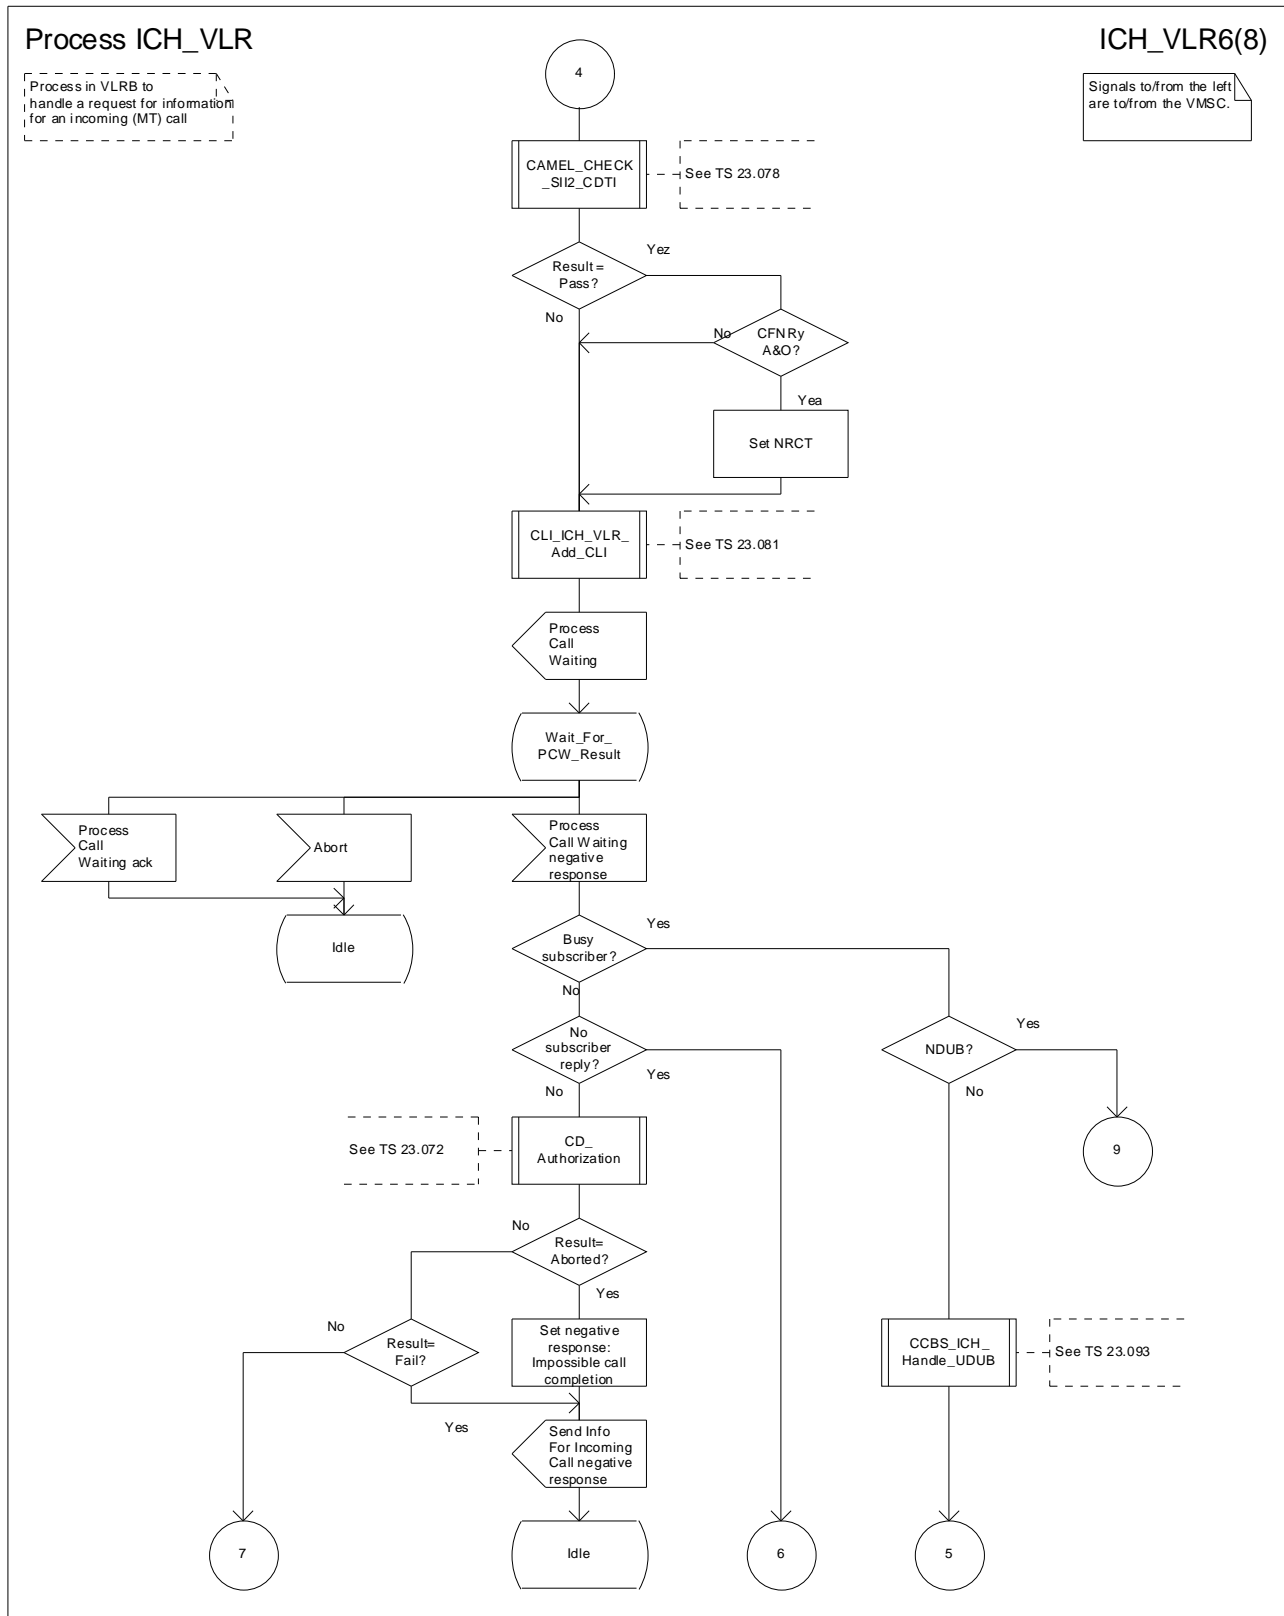 Process ICH_VLR
ICH_VLR6(8)
Process in VLRB to
handle a request for information
for an incoming (MT) call
Signals to/from the left
are to/from the VMSC.
4
CAMEL_CHECK
_SII2_CDTI
See TS 23.078
Result =
Pass?
Yez
No
CFNRy
A&O?
No
Yea
Set NRCT
CLI_ICH_VLR_
Add_CLI
See TS 23.081
Process
Call
Waiting
Wait_For_
PCW_Result
Process
Call
Waiting ack
Abort
Process
Call Waiting
negative
response
Idle
Busy
subscriber?
Yes
No
No
subscriber
reply?
Yes
No
NDUB?
Yes
No
9
See TS 23.072
CD_
Authorization
Result=
Aborted?
No
Yes
Result=
Fail?
No
Yes
Set negative
response:
Impossible call
completion
CCBS_ICH_
Handle_UDUB
See TS 23.093
Send Info
For Incoming
Call negative
response
7
Idle
6
5